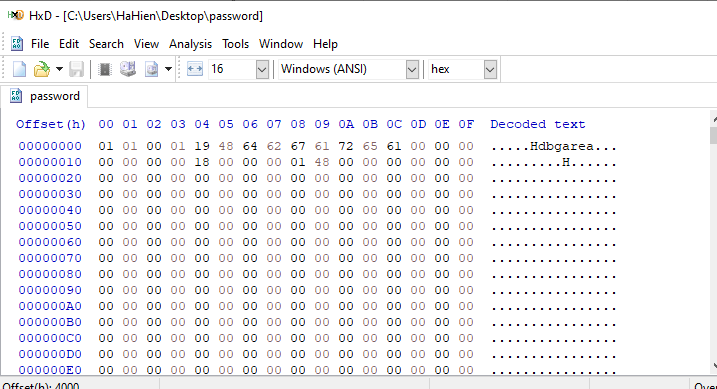 HxD - [C:\Users\HaHien\Desktop\password]
File Edit Search View Analysis Tools Window Help
16 Windows (ANSI) hex
password
Offset(h) 00 01 02 03 04 05 06 07 08 09 0A 0B 0C 0D 0E 0F Decoded text
00000000 01 01 00 01 19 48 64 62 67 61 72 65 61 00 00 00 .....Hdbgarea...
00000010 00 00 00 00 18 00 00 00 01 48 00 00 00 00 00 00 .........H......
00000020 00 00 00 00 00 00 00 00 00 00 00 00 00 00 00 00 ................
00000030 00 00 00 00 00 00 00 00 00 00 00 00 00 00 00 00 ................
00000040 00 00 00 00 00 00 00 00 00 00 00 00 00 00 00 00 ................
00000050 00 00 00 00 00 00 00 00 00 00 00 00 00 00 00 00 ................
00000060 00 00 00 00 00 00 00 00 00 00 00 00 00 00 00 00 ................
00000070 00 00 00 00 00 00 00 00 00 00 00 00 00 00 00 00 ................
00000080 00 00 00 00 00 00 00 00 00 00 00 00 00 00 00 00 ................
00000090 00 00 00 00 00 00 00 00 00 00 00 00 00 00 00 00 ................
000000A0 00 00 00 00 00 00 00 00 00 00 00 00 00 00 00 00 ................
000000B0 00 00 00 00 00 00 00 00 00 00 00 00 00 00 00 00 ................
000000C0 00 00 00 00 00 00 00 00 00 00 00 00 00 00 00 00 ................
000000D0 00 00 00 00 00 00 00 00 00 00 00 00 00 00 00 00 ................
000000E0 00 00 00 00 00 00 00 00 00 00 00 00 00 00 00 00 ................
Offset(h): 4000